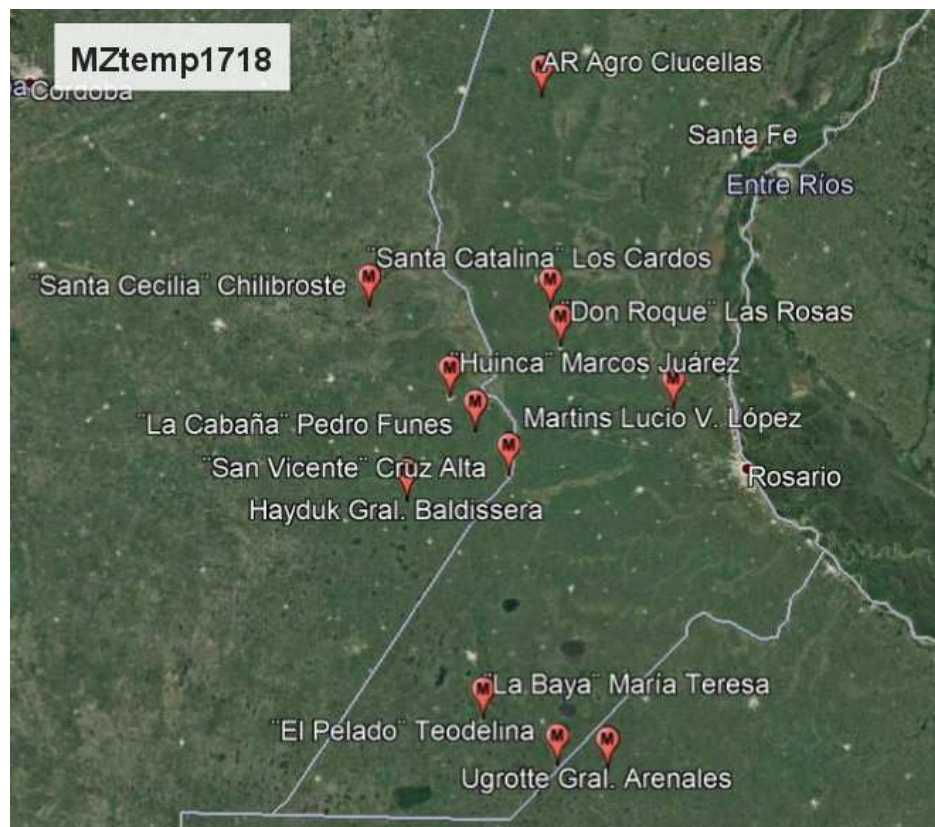 MZtemp1718
AR Agro Clucellas
a Córdoba
Santa Fe
Entre Ríos
¨Santa Catalina¨ Los Cardos
¨Santa Cecilia¨ Chilibroste
¨Don Roque¨ Las Rosas
¨Huinca¨ Marcos Juárez
Martins Lucio V. López
¨La Cabaña¨ Pedro Funes
¨San Vicente¨ Cruz Alta
Rosario
Hayduk Gral. Baldissera
¨La Baya¨ María Teresa
¨El Pelado¨ Teodelina
Ugrotte Gral. Arenales